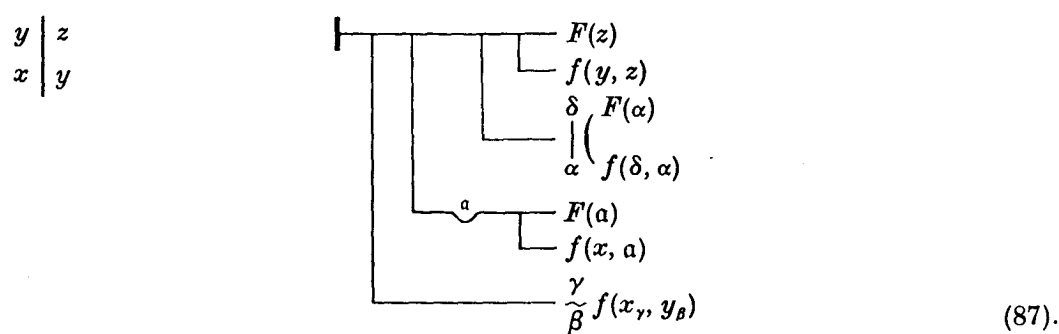 y | z
x | y
F(z)
f(y, z)
δ
F(α)
α
f(δ, α)
𝔞
F(𝔞)
f(x, 𝔞)
γ
f(x_γ, y_β)
β
(87).